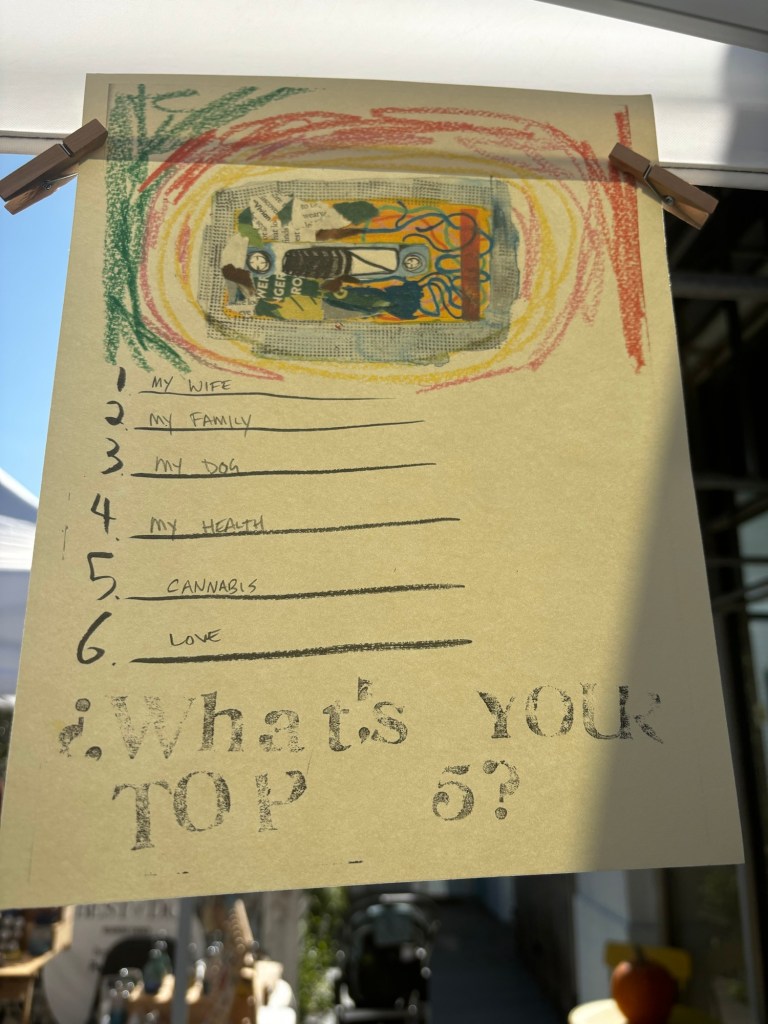 1 MY WIFE
2. MY FAMILY
3. MY DOG
4. MY HEALTH
5. CANNABIS
6. LOVE
¿What's YOUR
TOP 5?